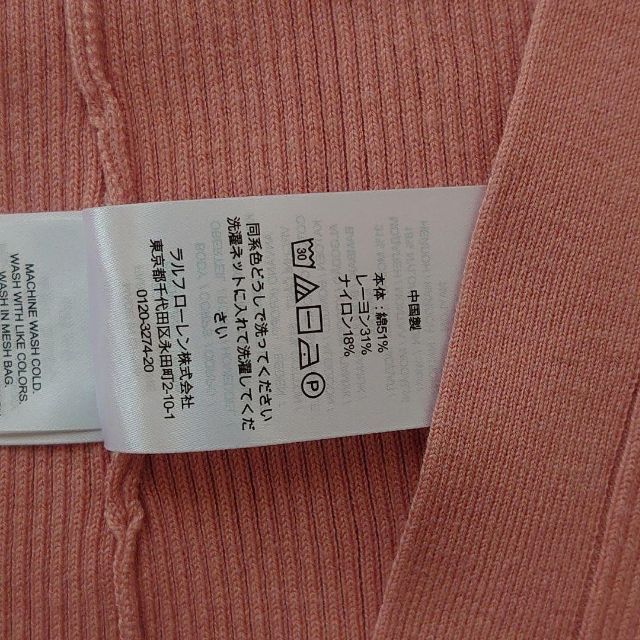 中国製
本体：綿51%
レーヨン31%
ナイロン18%
30
P
同系色どうしで洗ってください
洗濯ネットに入れて洗濯してくだ
さい
ラルフ ローレン株式会社
東京都千代田区永田町2-10-1
0120-3274-20
MACHINE WASH COLD.
WASH WITH LIKE COLORS.
WASH IN MESH BAG.